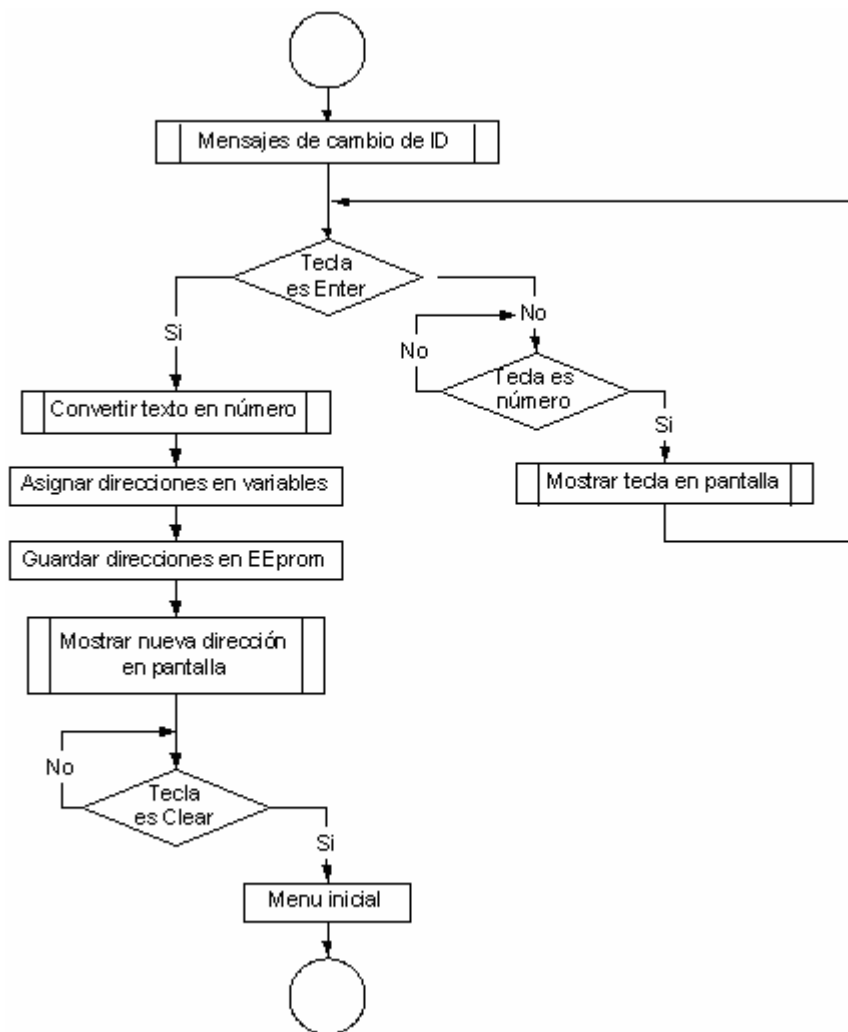 Mensajes de cambio de ID
Tecla
es Enter
Si
No
No
Tecla es
número
Si
Convertir texto en número
Asignar direcciones en variables
Mostrar tecla en pantalla
Guardar direcciones en EEprom
Mostrar nueva dirección
en pantalla
No
Tecla
es Clear
Si
Menu inicial